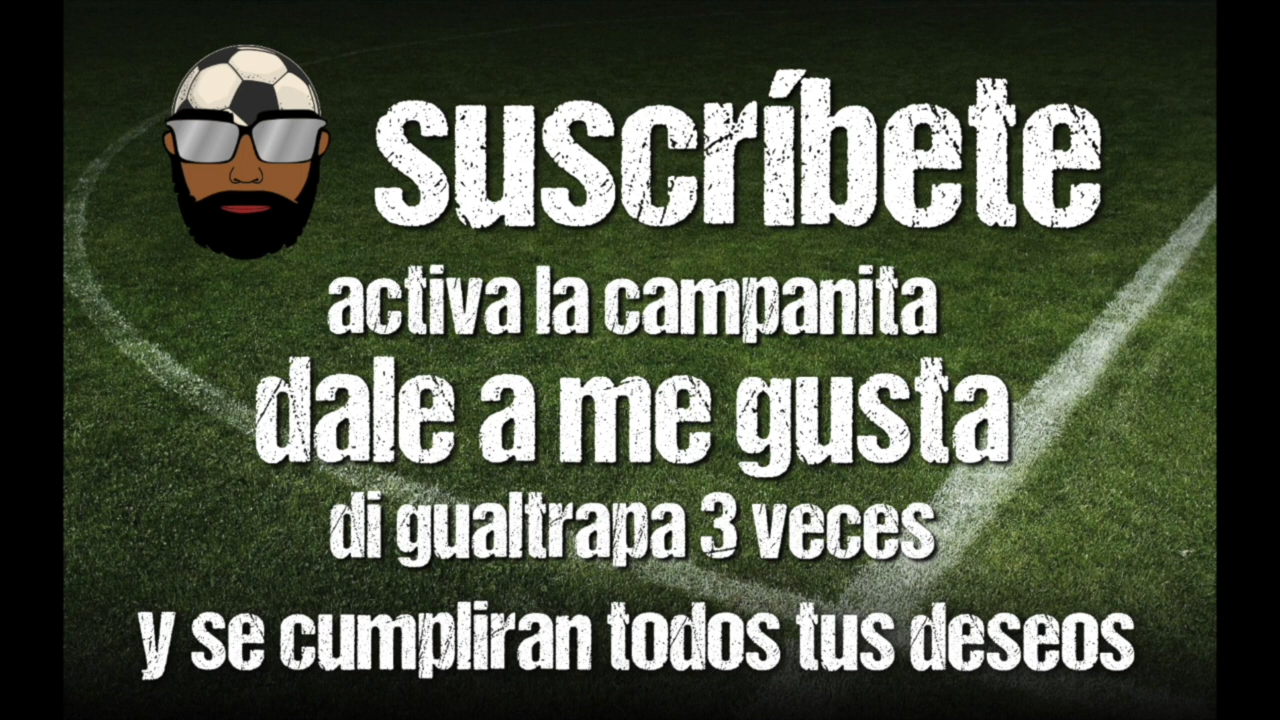 suscríbete
activa la campanita
dale a me gusta
di gualtrapa 3 veces
y se cumpliran todos tus deseos